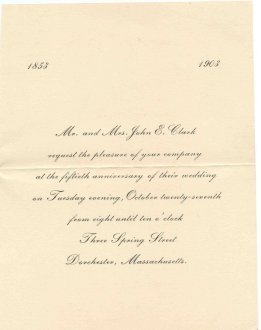 1853 1903
Mr. and Mrs. John E. Clark
request the pleasure of your company
at the fiftieth anniversary of their wedding
on Tuesday evening, October twenty-seventh
from eight until ten o'clock
Three Spring Street
Dorchester, Massachusetts.